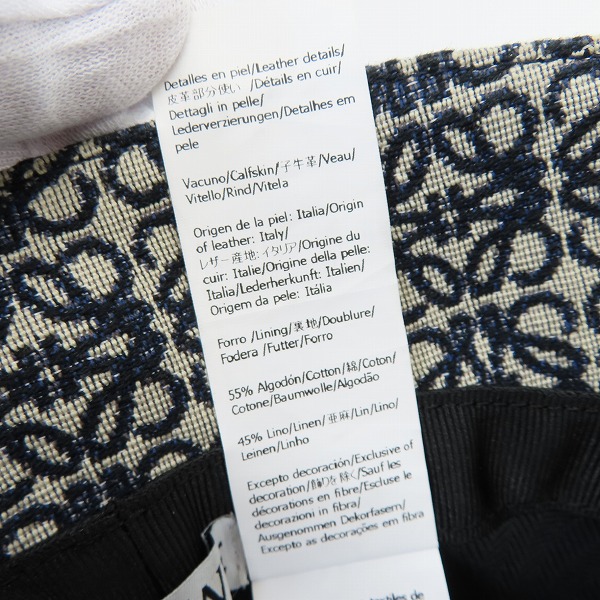 Detalles en piel/Leather details/
皮革部分使い /Détails en cuir/
Dettagli in pelle/
Lederverzierungen/Detalhes em
pele
Vacuno/Calfskin/子牛革/Veau/
Vitello/Rind/Vitela
Origen de la piel: Italia/Origin
of leather: Italy/
レザー産地: イタリア/Origine du
cuir: Italie/Origine della pelle:
Italia/Lederherkunft: Italien/
Origem da pele: Itália
Forro /Lining/裏地/Doublure/
Fodera /Futter/Forro
55% Algodón/Cotton/綿/Coton/
Cotone/Baumwolle/Algodão
45% Lino/Linen/亜麻/Lin/Lino/
Leinen/Linho
Excepto decoración/Exclusive of
decoration/飾りを除く/Sauf les
décorations en fibre/Escluse le
decorazioni in fibra/
Ausgenommen Dekorfasern/
Excepto as decorações em fibra